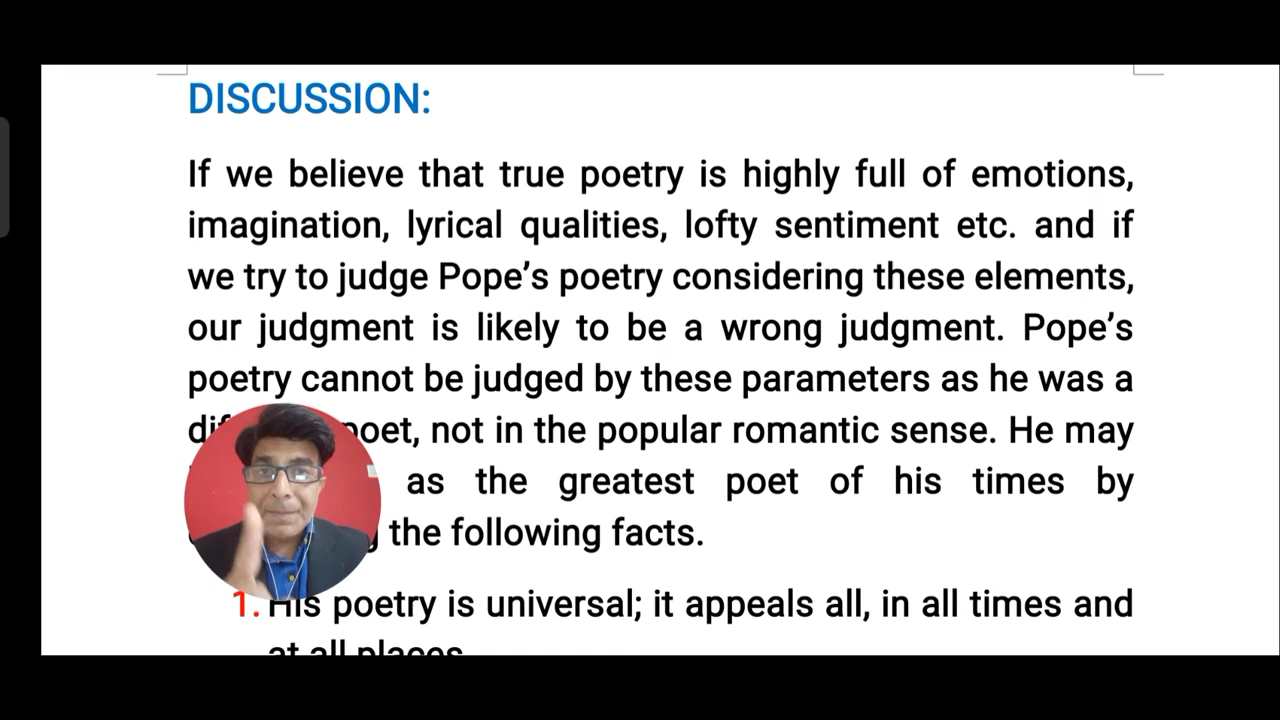 DISCUSSION:
If we believe that true poetry is highly full of emotions,
imagination, lyrical qualities, lofty sentiment etc. and if
we try to judge Pope's poetry considering these elements,
our judgment is likely to be a wrong judgment. Pope's
poetry cannot be judged by these parameters as he was a
poet, not in the popular romantic sense. He may
as the greatest poet of his times by
the following facts.
1. His poetry is universal; it appeals all, in all times and
at all places